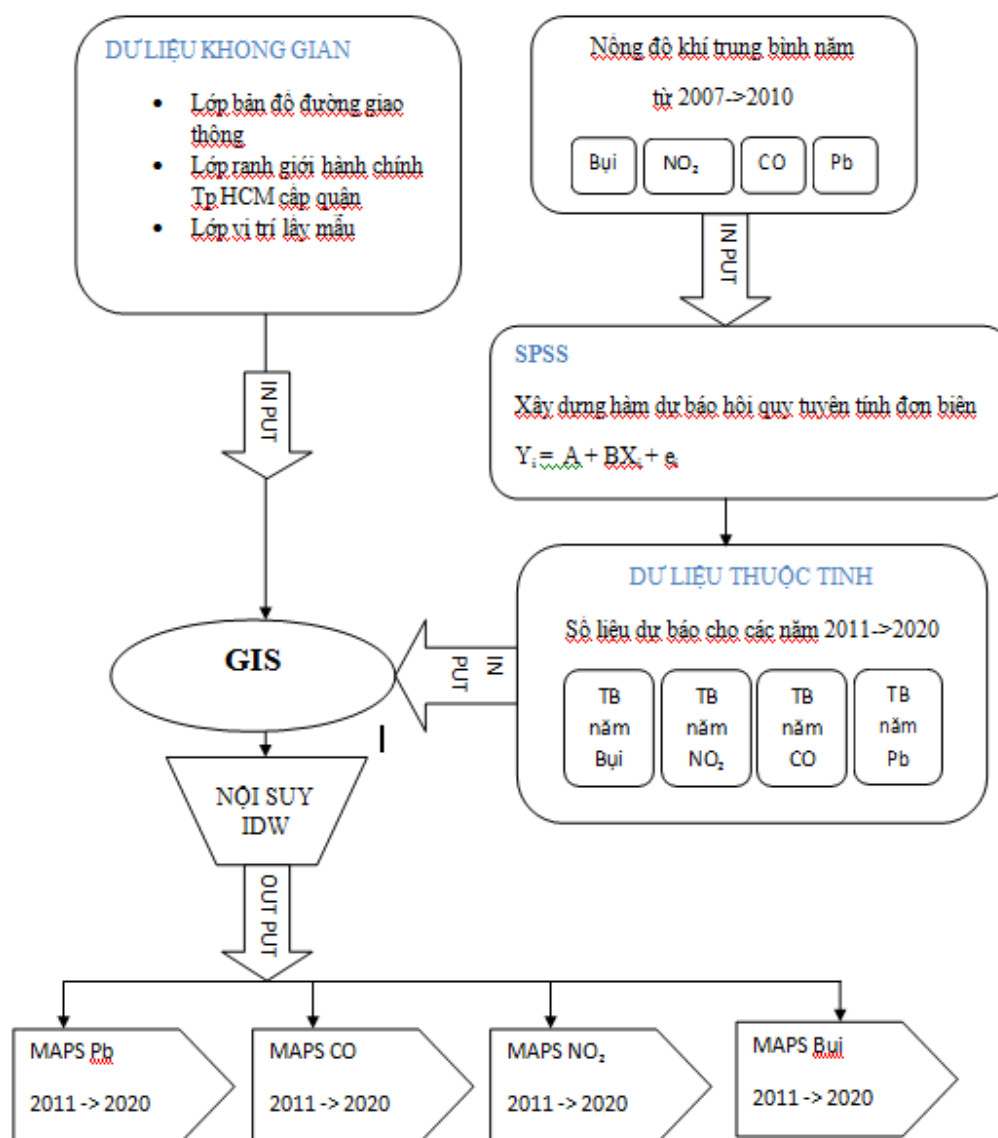 DƯ LIỆU KHONG GIAN
• Lớp bản đồ đường giao
thông
• Lớp ranh giới hành chính
Tp HCM cấp quận
• Lớp vị trí lấy mẫu
IN PUT
Nồng độ khí trung bình năm
từ 2007->2010
Bụi
NO₂
CO
Pb
IN PUT
SPSS
Xây dựng hàm dự báo hồi quy tuyến tính đơn biến
Yᵢ = A + BXᵢ + eᵢ
DƯ LIỆU THUỘC TINH
Số liệu dự báo cho các năm 2011->2020
TB
năm
Bụi
TB
năm
NO₂
TB
năm
CO
TB
năm
Pb
IN
PUT
GIS
NỘI SUY
IDW
OUT PUT
MAPS Pb
2011 -> 2020
MAPS CO
2011 -> 2020
MAPS NO₂
2011 -> 2020
MAPS Bụi
2011 -> 2020